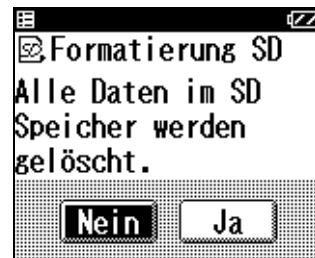 Formatierung SD
Alle Daten im SD
Speicher werden
gelöscht.
Nein Ja